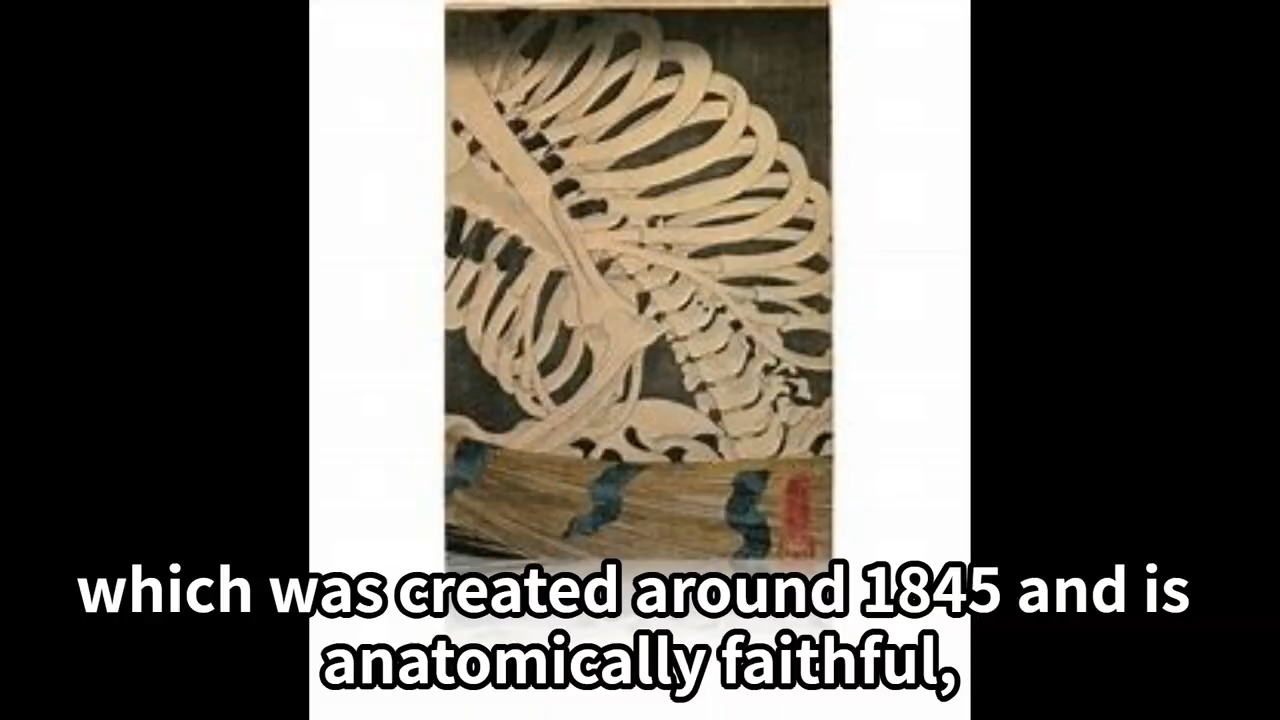 which was created around 1845 and is
anatomically faithful,